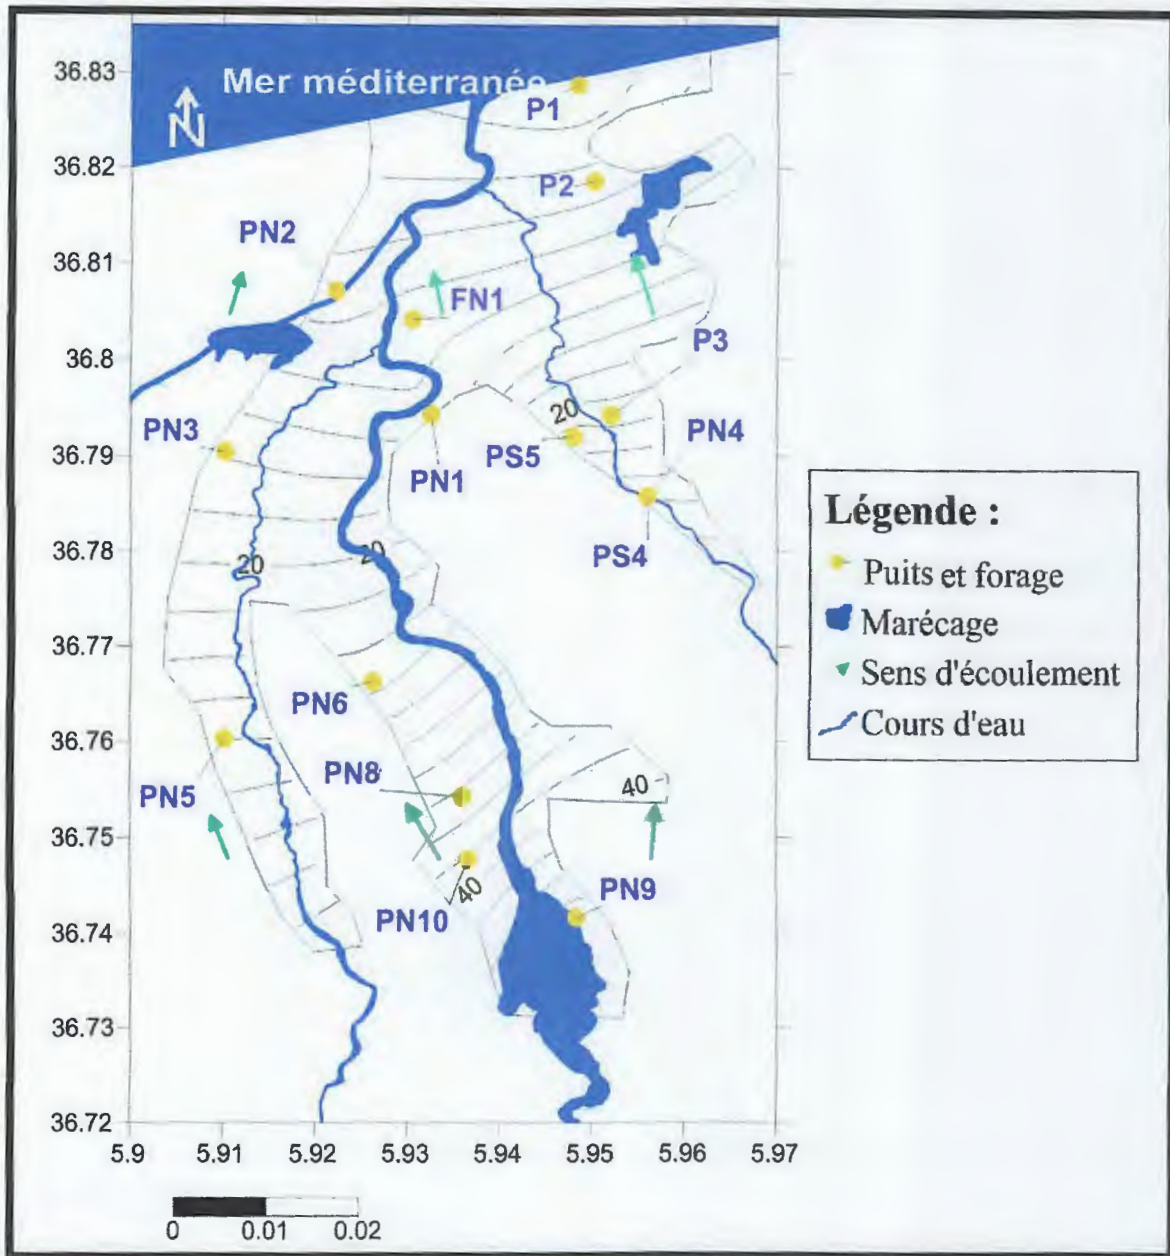 Mer méditerranée
N
36.83
36.82
36.81
36.8
36.79
36.78
36.77
36.76
36.75
36.74
36.73
36.72
5.9
5.91
5.92
5.93
5.94
5.95
5.96
5.97
P1
P2
PN2
FN1
P3
PN3
20
PN4
PS5
PN1
PS4
20
20
PN6
PN8
PN5
40
PN9
40
PN10
Légende :
Puits et forage
Marécage
Sens d'écoulement
Cours d'eau
0
0.01
0.02